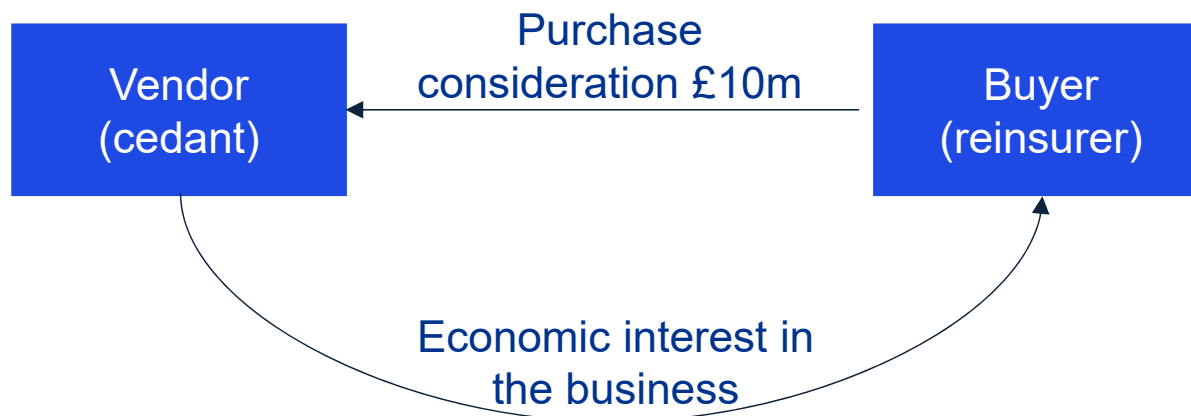 Purchase
consideration £10m
Vendor
(cedant)
Buyer
(reinsurer)
Economic interest in
the business